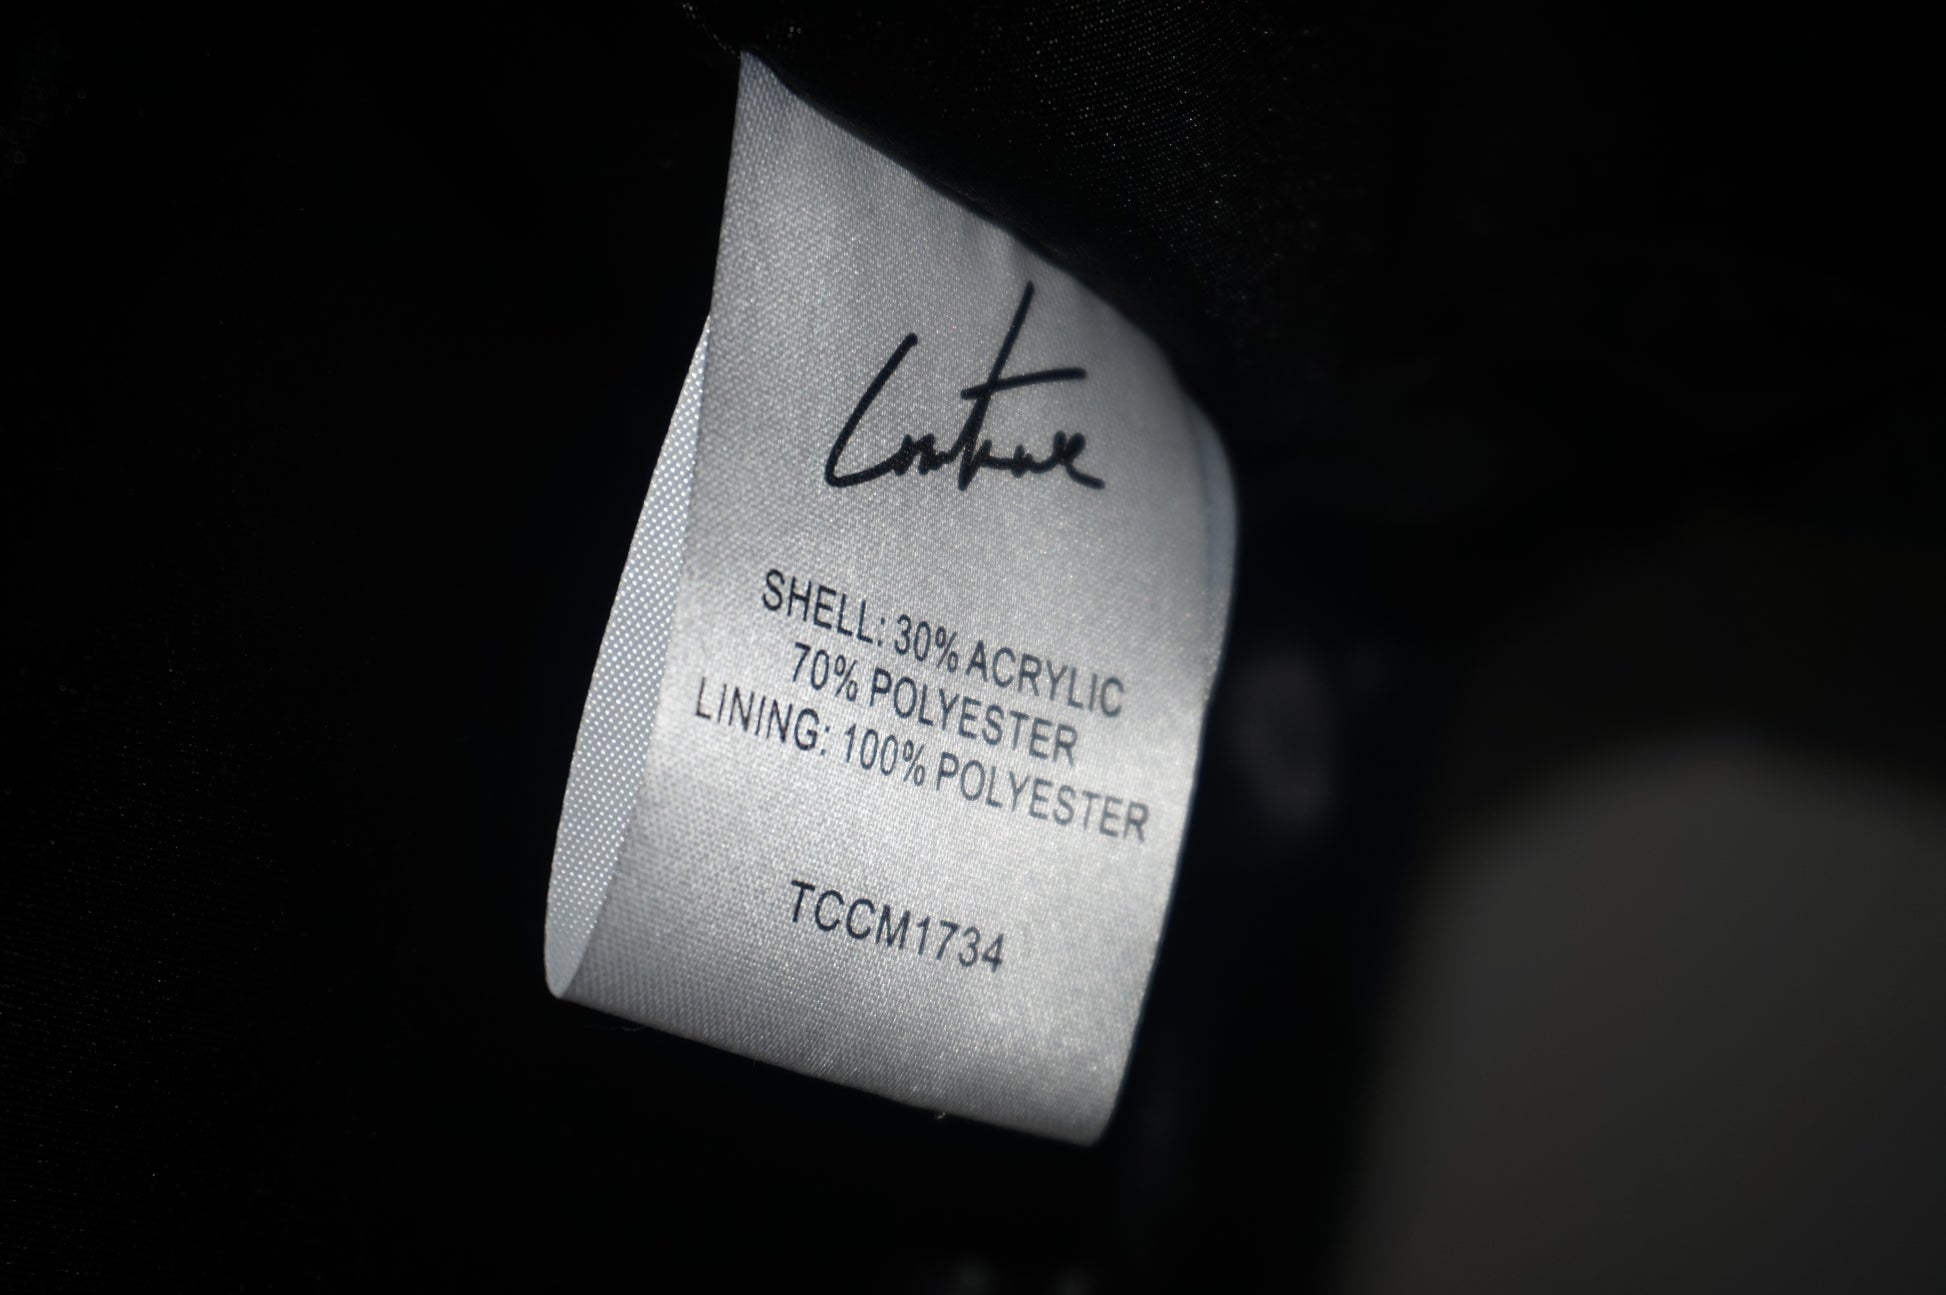 Couture
SHELL: 30% ACRYLIC
70% POLYESTER
LINING: 100% POLYESTER
TCCM1734